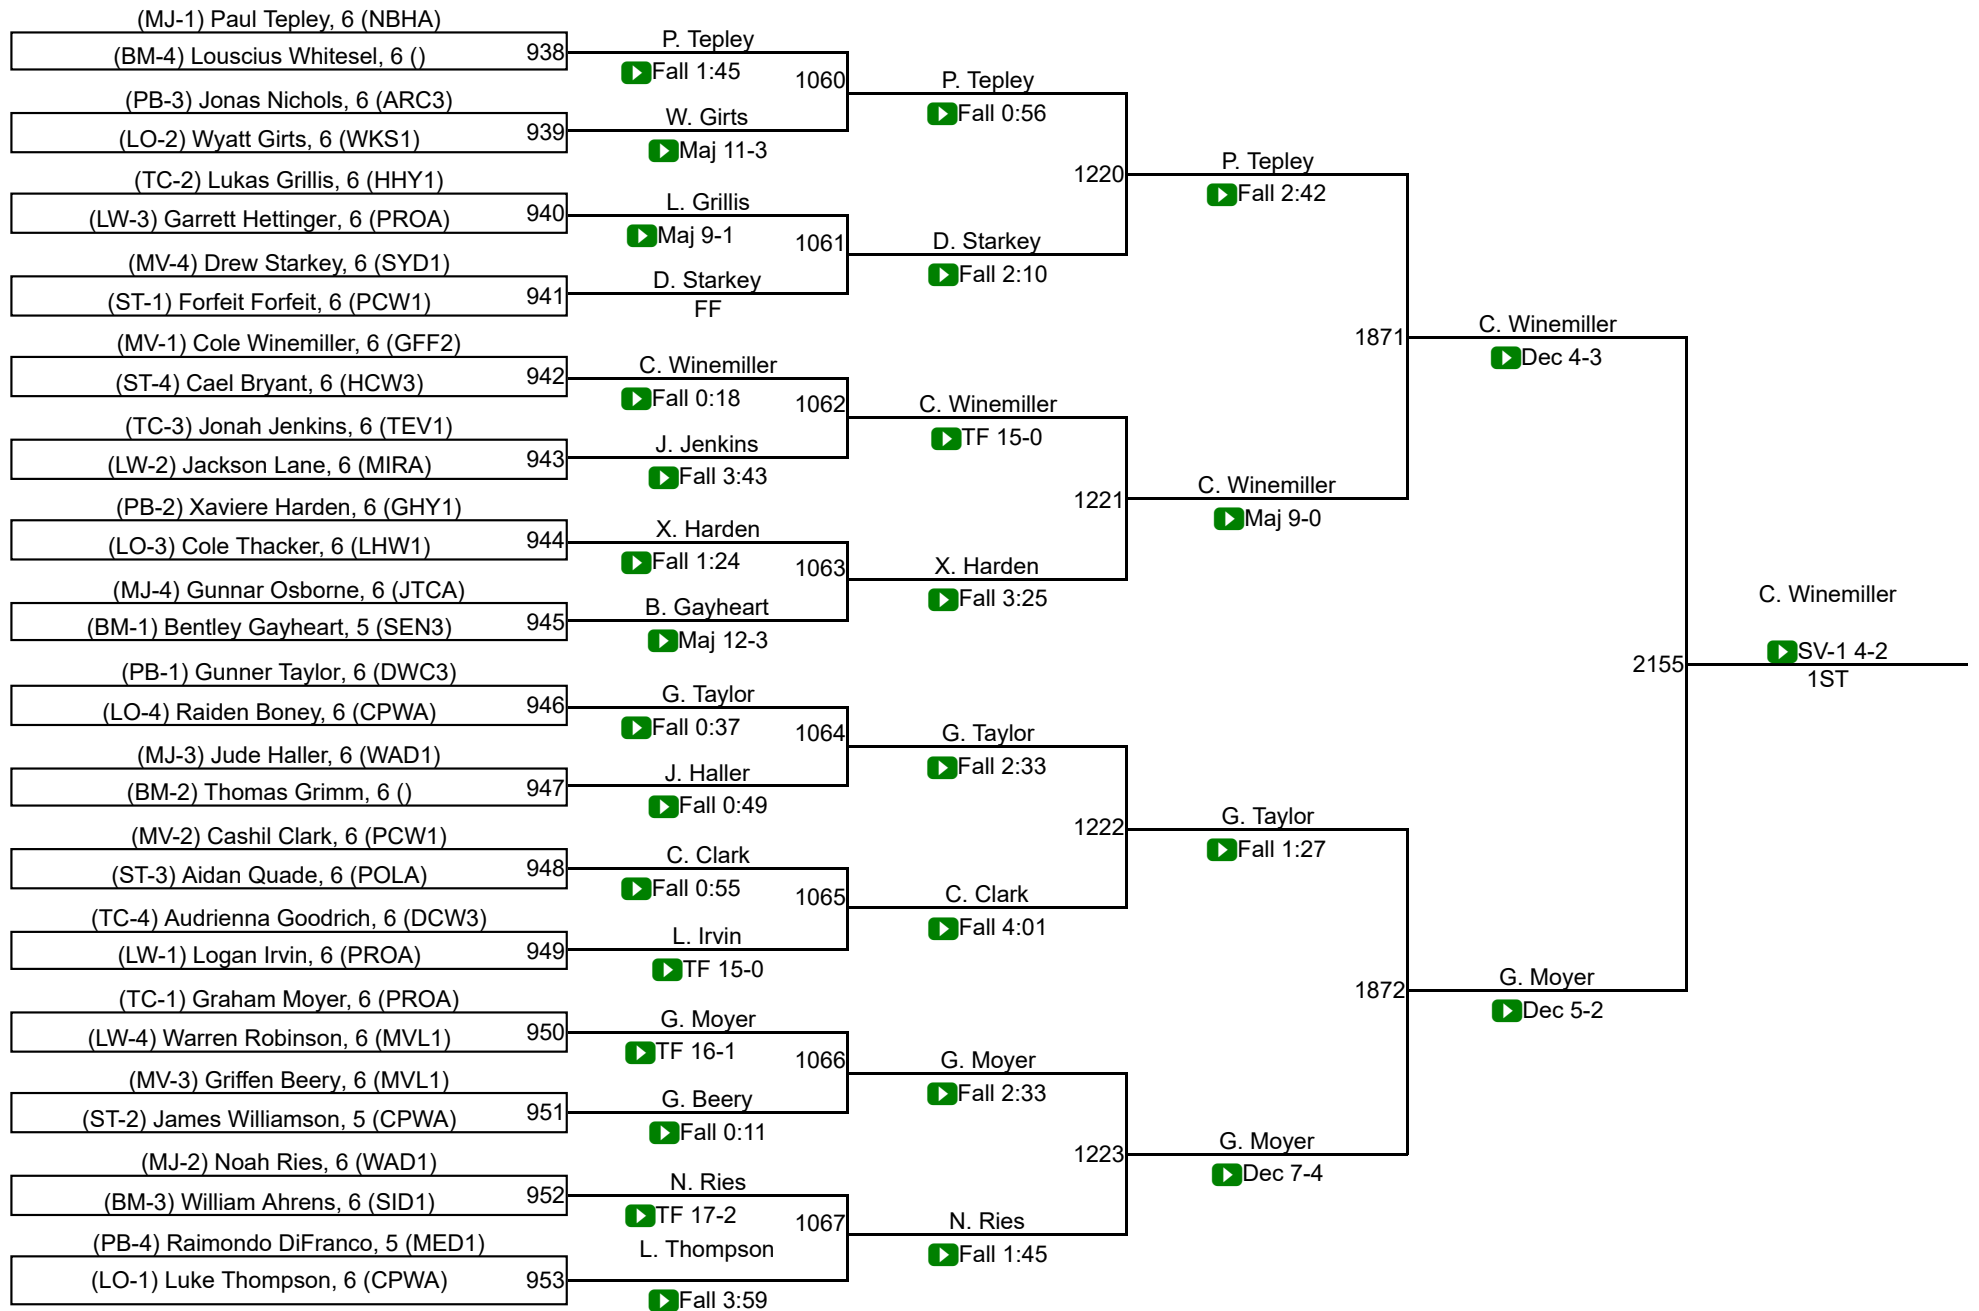 (MJ-1) Paul Tepley, 6 (NBHA)
(BM-4) Louscius Whitesel, 6 ()
938
(PB-3) Jonas Nichols, 6 (ARC3)
(LO-2) Wyatt Girts, 6 (WKS1)
939
(TC-2) Lukas Grillis, 6 (HHY1)
(LW-3) Garrett Hettinger, 6 (PROA)
940
(MV-4) Drew Starkey, 6 (SYD1)
(ST-1) Forfeit Forfeit, 6 (PCW1)
941
(MV-1) Cole Winemiller, 6 (GFF2)
(ST-4) Cael Bryant, 6 (HCW3)
942
(TC-3) Jonah Jenkins, 6 (TEV1)
(LW-2) Jackson Lane, 6 (MIRA)
943
(PB-2) Xaviere Harden, 6 (GHY1)
(LO-3) Cole Thacker, 6 (LHW1)
944
(MJ-4) Gunnar Osborne, 6 (JTCA)
(BM-1) Bentley Gayheart, 5 (SEN3)
945
(PB-1) Gunner Taylor, 6 (DWC3)
(LO-4) Raiden Boney, 6 (CPWA)
946
(MJ-3) Jude Haller, 6 (WAD1)
(BM-2) Thomas Grimm, 6 ()
947
(MV-2) Cashil Clark, 6 (PCW1)
(ST-3) Aidan Quade, 6 (POLA)
948
(TC-4) Audrienna Goodrich, 6 (DCW3)
(LW-1) Logan Irvin, 6 (PROA)
949
(TC-1) Graham Moyer, 6 (PROA)
(LW-4) Warren Robinson, 6 (MVL1)
950
(MV-3) Griffen Beery, 6 (MVL1)
(ST-2) James Williamson, 5 (CPWA)
951
(MJ-2) Noah Ries, 6 (WAD1)
(BM-3) William Ahrens, 6 (SID1)
952
(PB-4) Raimondo DiFranco, 5 (MED1)
(LO-1) Luke Thompson, 6 (CPWA)
953
P. Tepley
Fall 1:45
1060
W. Girts
Maj 11-3
L. Grillis
Maj 9-1
1061
D. Starkey
FF
C. Winemiller
Fall 0:18
1062
J. Jenkins
Fall 3:43
X. Harden
Fall 1:24
1063
B. Gayheart
Maj 12-3
G. Taylor
Fall 0:37
1064
J. Haller
Fall 0:49
C. Clark
Fall 0:55
1065
L. Irvin
TF 15-0
G. Moyer
TF 16-1
1066
G. Beery
Fall 0:11
N. Ries
TF 17-2
1067
L. Thompson
Fall 3:59
P. Tepley
Fall 0:56
1220
D. Starkey
Fall 2:10
C. Winemiller
TF 15-0
1221
X. Harden
Fall 3:25
G. Taylor
Fall 2:33
1222
C. Clark
Fall 4:01
G. Moyer
Fall 2:33
1223
N. Ries
Fall 1:45
P. Tepley
Fall 2:42
1871
C. Winemiller
Maj 9-0
G. Taylor
Fall 1:27
1872
G. Moyer
Dec 7-4
C. Winemiller
Dec 4-3
2155
G. Moyer
Dec 5-2
C. Winemiller
SV-1 4-2
1ST